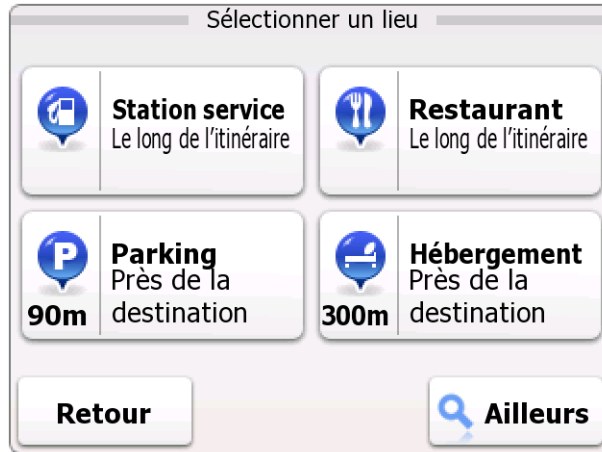 Sélectionner un lieu
Station service
Le long de l'itinéraire
Restaurant
Le long de l'itinéraire
P
90m
Parking
Près de la
destination
300m
Hébergement
Près de la
destination
Retour
Ailleurs